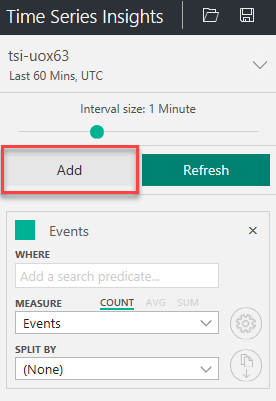 Time Series Insights
tsi-uox63
Last 60 Mins, UTC
Interval size: 1 Minute
Add Refresh
Events ×
WHERE
Add a search predicate...
MEASURE COUNT AVG SUM
Events
SPLIT BY
(None)